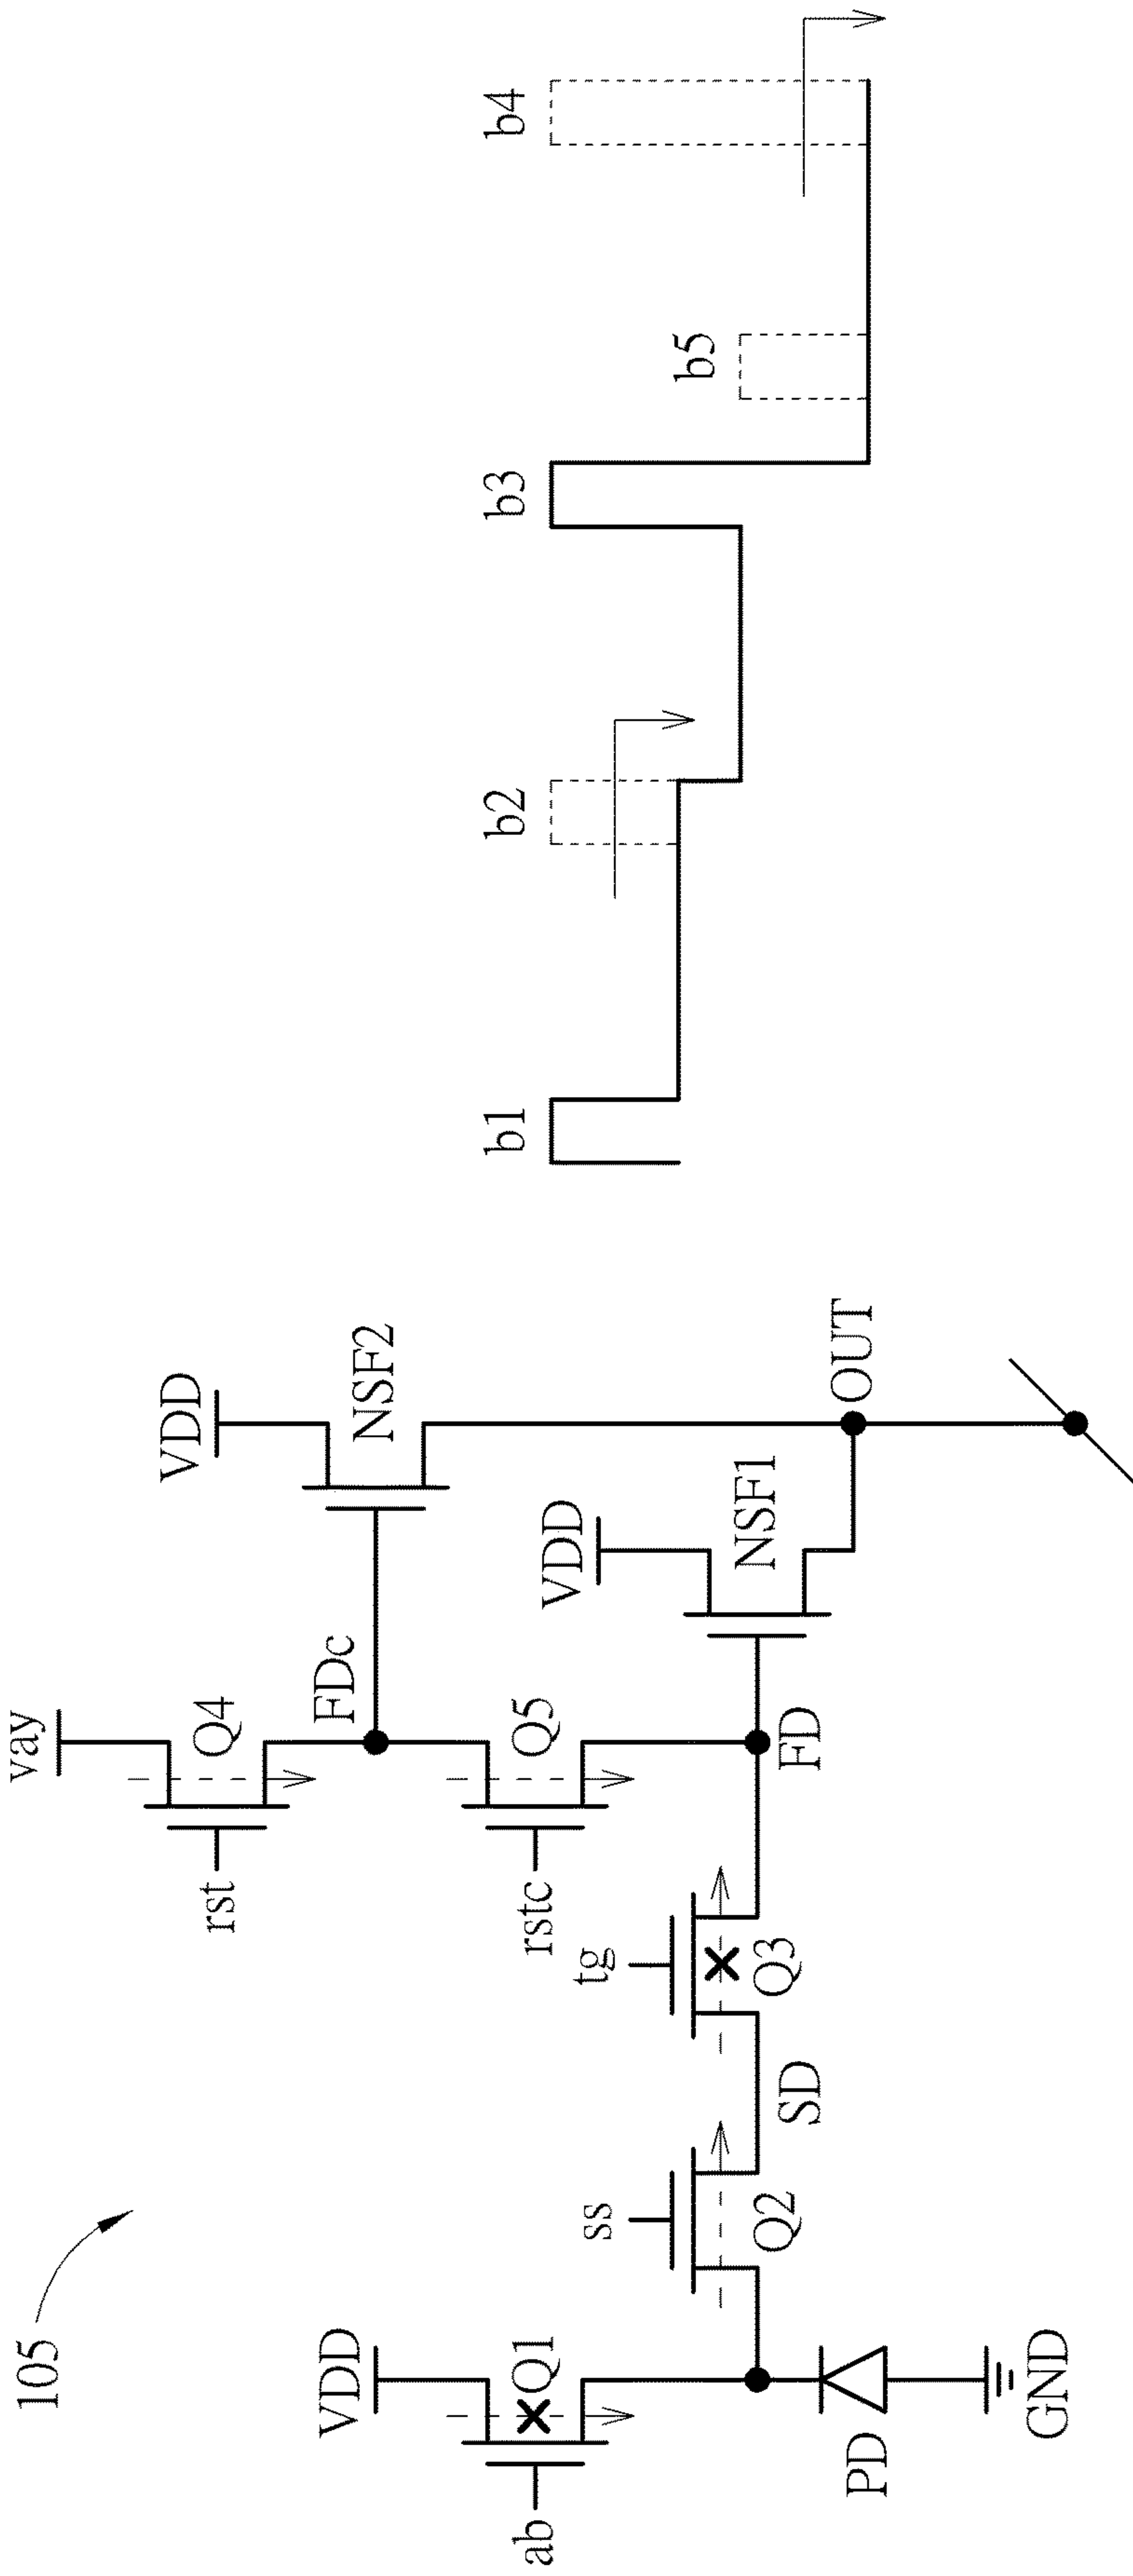 105
VDD
ab
Q1
PD
GND
ss
Q2
SD
tg
Q3
FD
vay
rst
Q4
FDc
rstc
Q5
VDD
NSF2
VDD
NSF1
OUT
b1
b2
b3
b5
b4